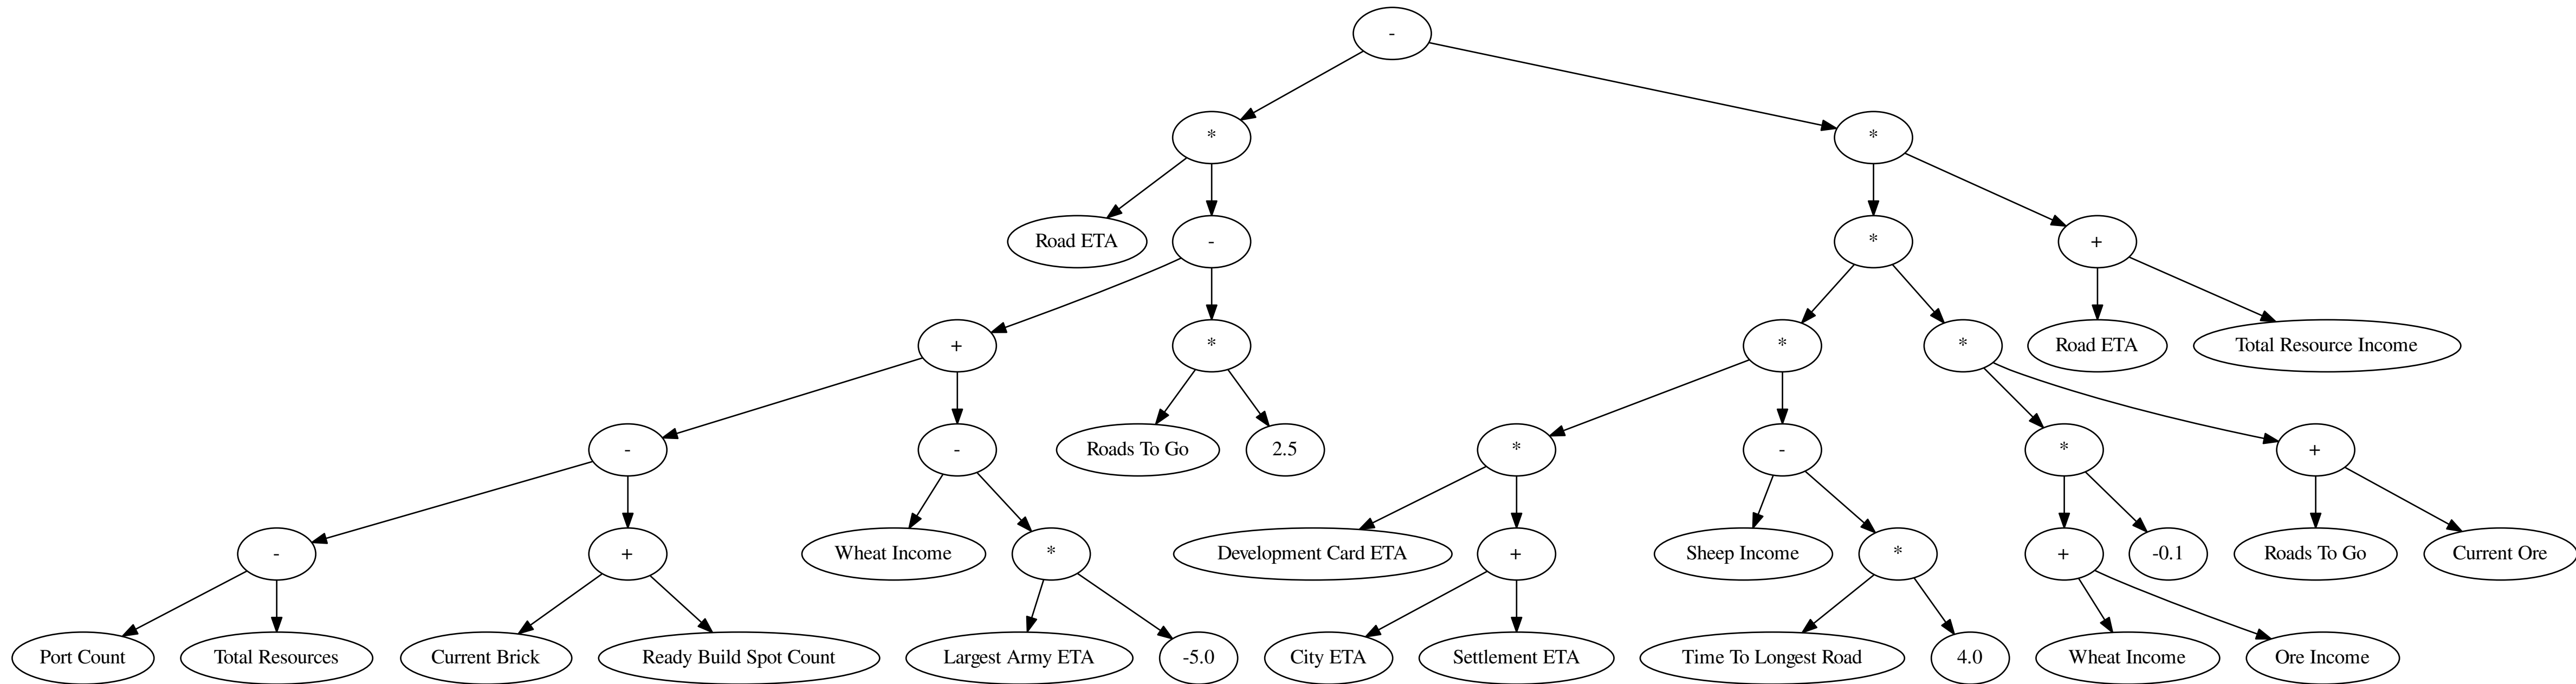 -
*
*
Road ETA
-
*
+
+
*
*
*
Road ETA
Total Resource Income
-
-
Roads To Go
2.5
*
-
*
+
-
+
Wheat Income
*
Development Card ETA
+
Sheep Income
*
+
-0.1
Roads To Go
Current Ore
Port Count
Total Resources
Current Brick
Ready Build Spot Count
Largest Army ETA
-5.0
City ETA
Settlement ETA
Time To Longest Road
4.0
Wheat Income
Ore Income